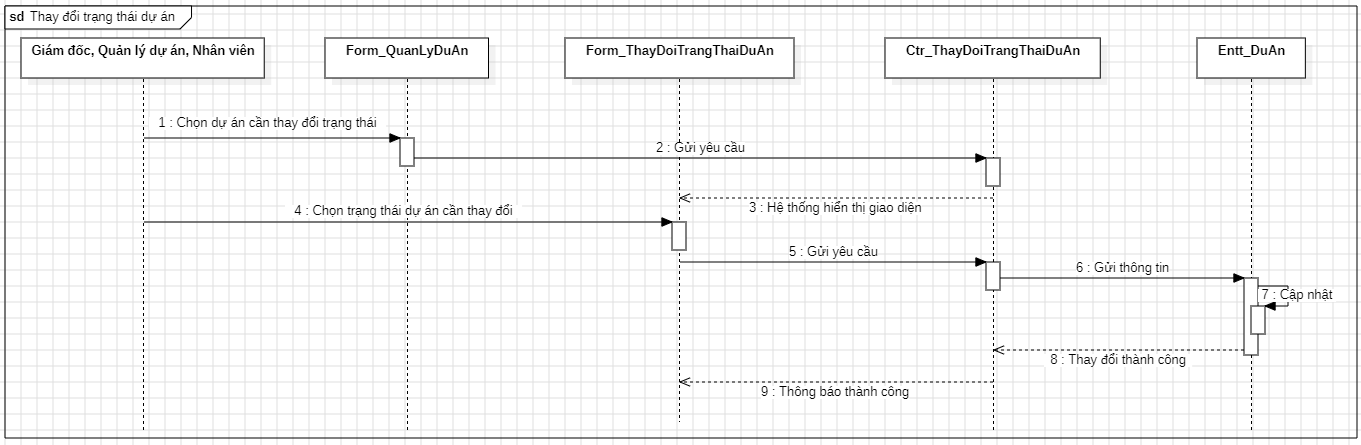 sd Thay đổi trạng thái dự án
Giám đốc, Quản lý dự án, Nhân viên
Form_QuanLyDuAn
Form_ThayDoiTrangThaiDuAn
Ctr_ThayDoiTrangThaiDuAn
Entt_DuAn
1 : Chọn dự án cần thay đổi trạng thái
2 : Gửi yêu cầu
3 : Hệ thống hiển thị giao diện
4 : Chọn trạng thái dự án cần thay đổi
5 : Gửi yêu cầu
6 : Gửi thông tin
7 : Cập nhật
8 : Thay đổi thành công
9 : Thông báo thành công